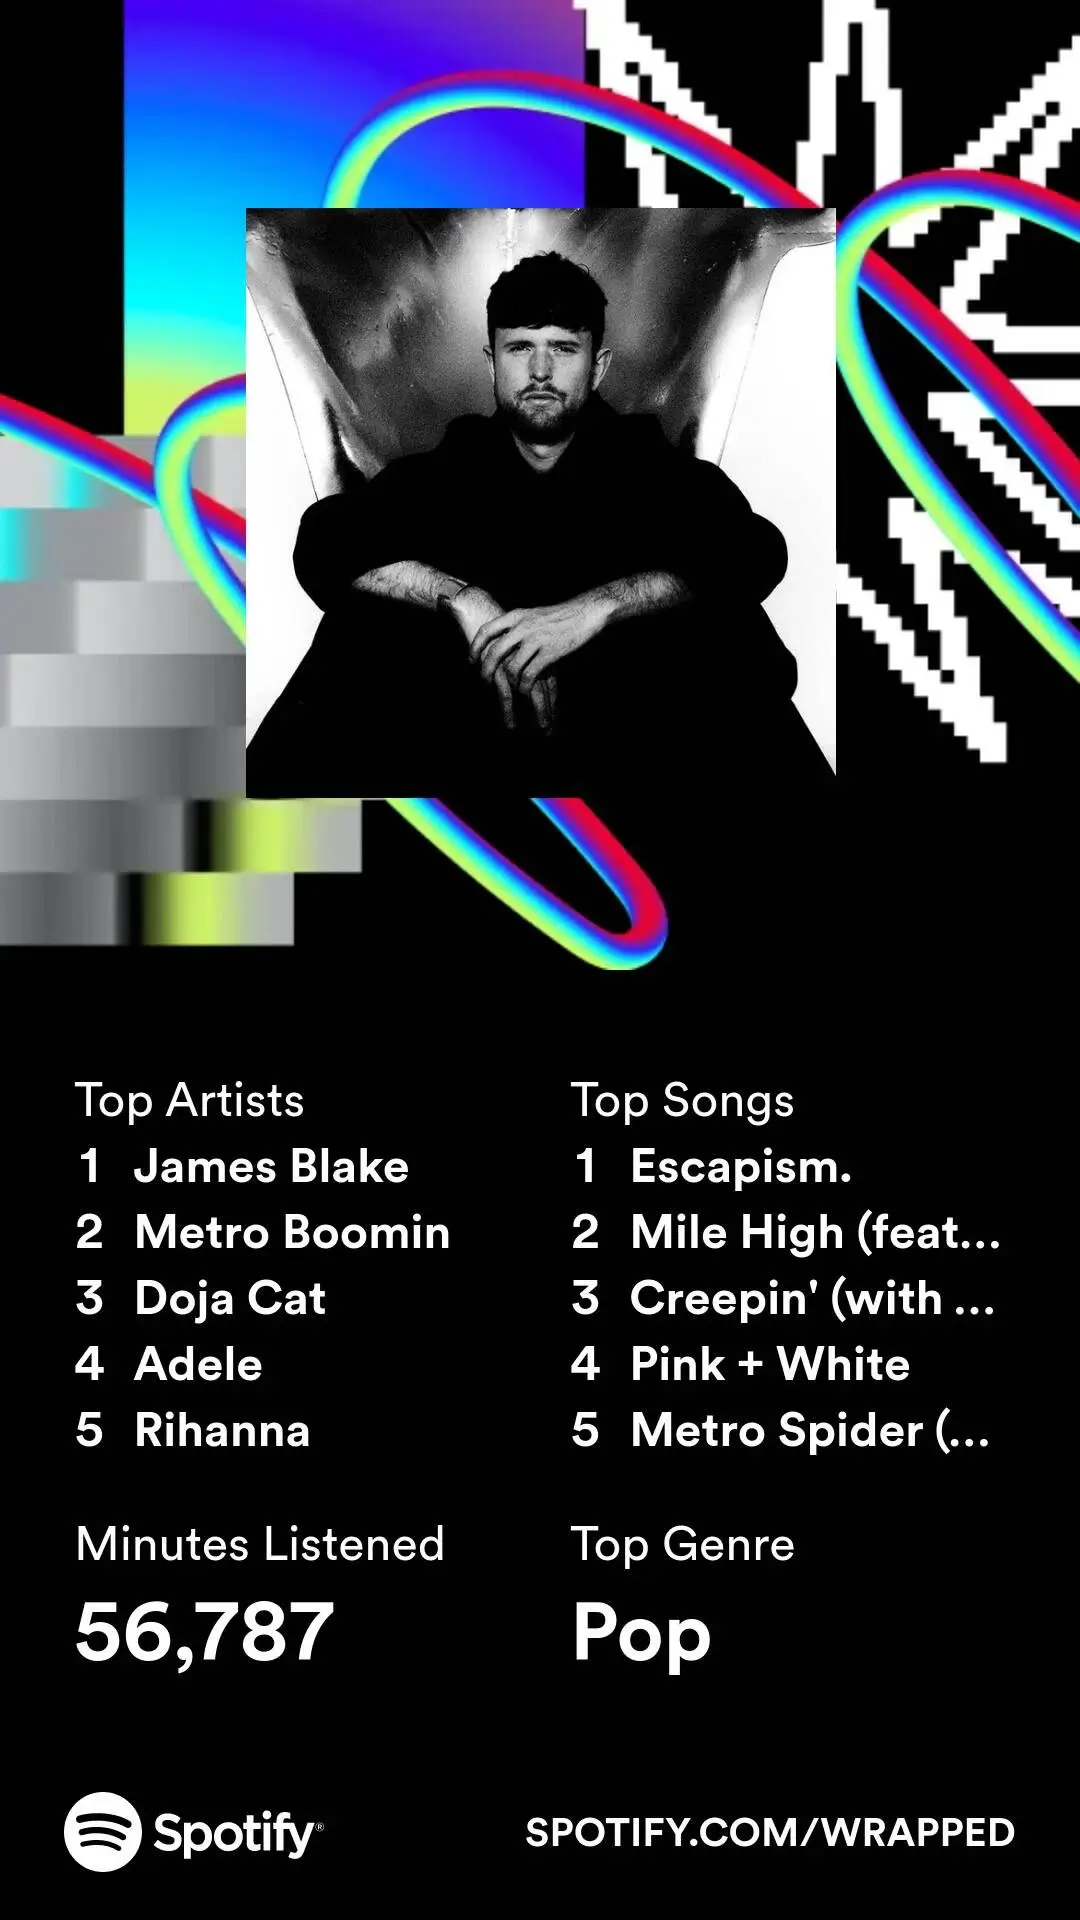 Top Artists
1 James Blake
2 Metro Boomin
3 Doja Cat
4 Adele
5 Rihanna
Top Songs
1 Escapism.
2 Mile High (feat...
3 Creepin' (with ...
4 Pink + White
5 Metro Spider (...
Minutes Listened
56,787
Top Genre
Pop
Spotify®
SPOTIFY.COM/WRAPPED